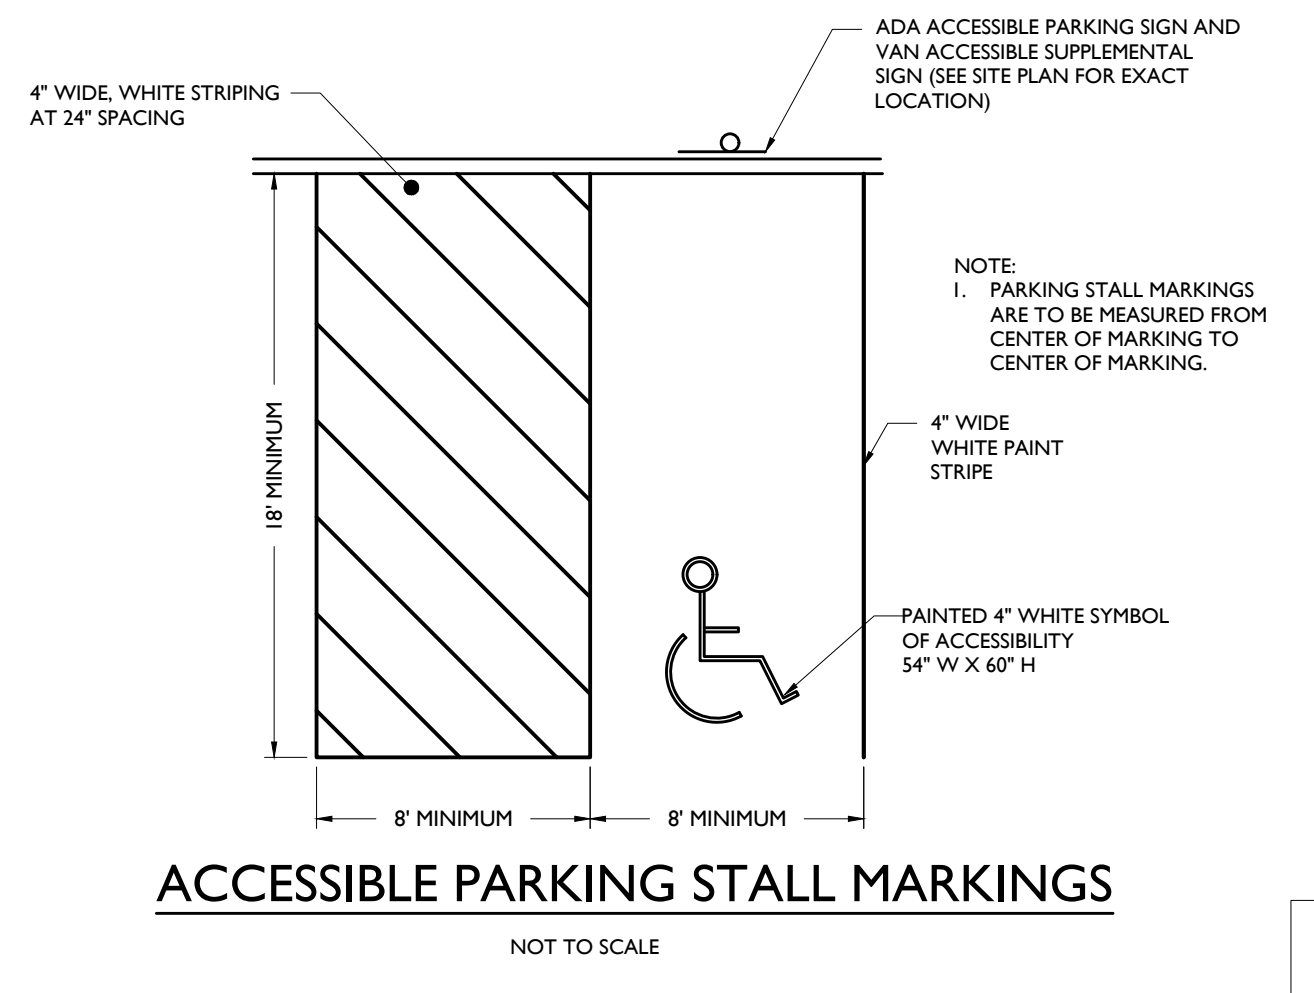 ADA ACCESSIBLE PARKING SIGN AND
VAN ACCESSIBLE SUPPLEMENTAL
SIGN (SEE SITE PLAN FOR EXACT
LOCATION)
4" WIDE, WHITE STRIPING
AT 24" SPACING
NOTE:
1. PARKING STALL MARKINGS
ARE TO BE MEASURED FROM
CENTER OF MARKING TO
CENTER OF MARKING.
18' MINIMUM
4" WIDE
WHITE PAINT
STRIPE
PAINTED 4" WHITE SYMBOL
OF ACCESSIBILITY
54" W X 60" H
8' MINIMUM
8' MINIMUM
ACCESSIBLE PARKING STALL MARKINGS
NOT TO SCALE